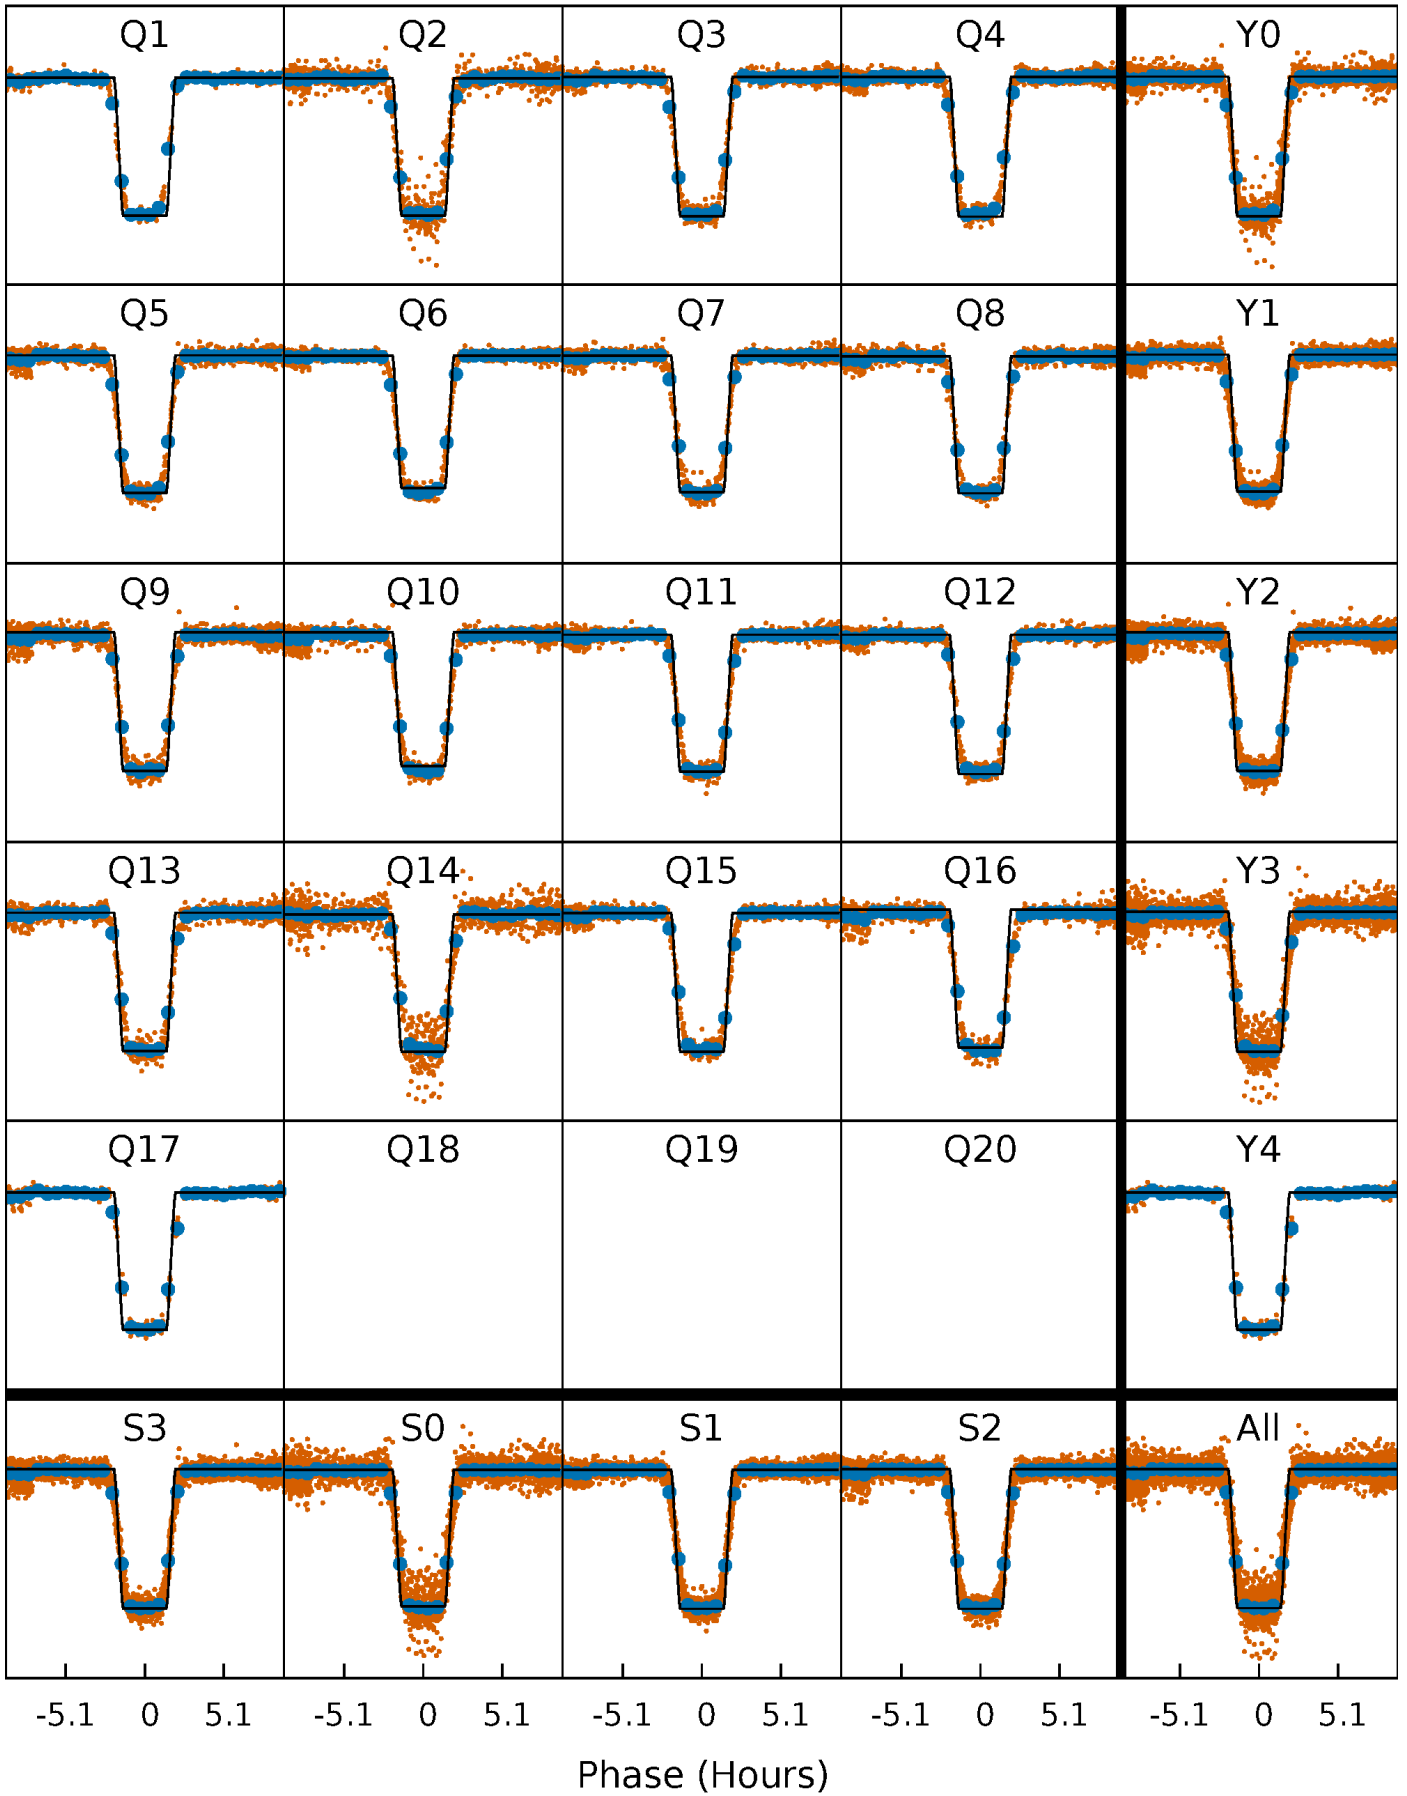 Q1 Q2 Q3 Q4 Y0
Q5 Q6 Q7 Q8 Y1
Q9 Q10 Q11 Q12 Y2
Q13 Q14 Q15 Q16 Y3
Q17 Q18 Q19 Q20 Y4
S3 S0 S1 S2 All
-5.1 0 5.1 -5.1 0 5.1 -5.1 0 5.1 -5.1 0 5.1 -5.1 0 5.1
Phase (Hours)